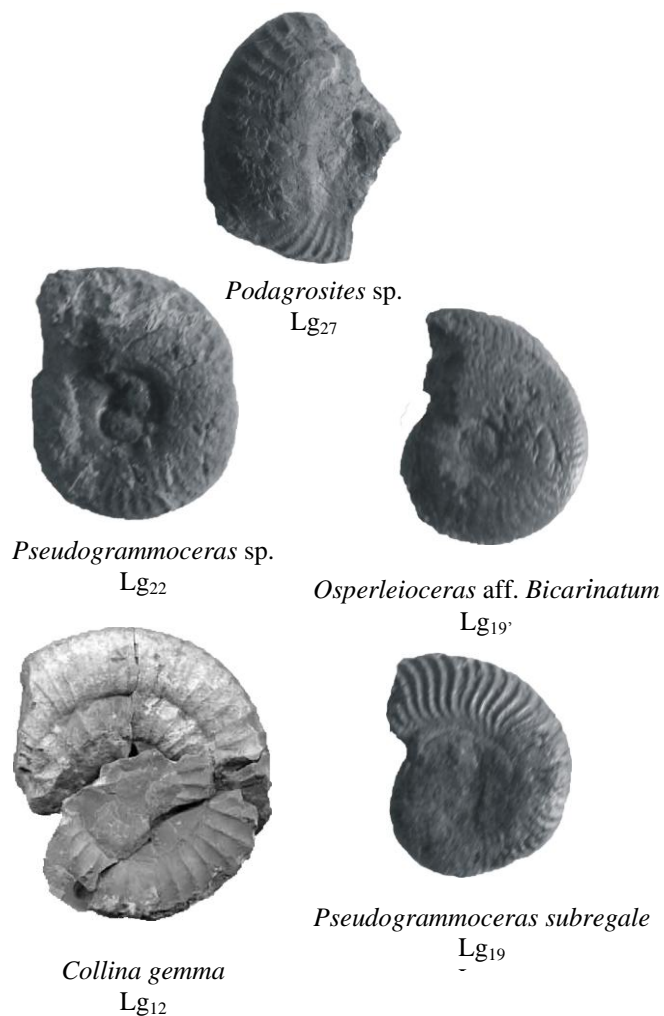 Podagrosites sp.
Lg27
Pseudogrammoceras sp.
Lg22
Osperleioceras aff. Bicarinatum
Lg19’
Collina gemma
Lg12
Pseudogrammoceras subregale
Lg19